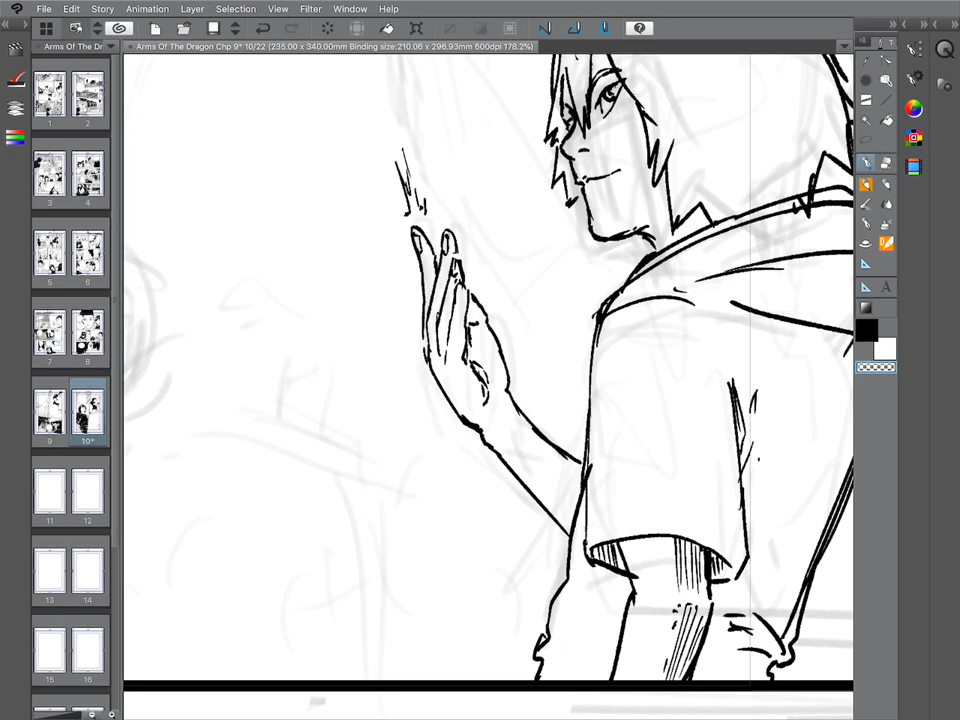 File Edit Story Animation Layer Selection View Filter Window Help
Arms Of The Dr
Arms Of The Dragon Chp 9* 10/22 (235.00 x 340.00mm Binding size:210.06 x 296.93mm 600dpi 178.2%)
1 2
3 4
5 6
7 8
9 10*
11 12
13 14
15 16